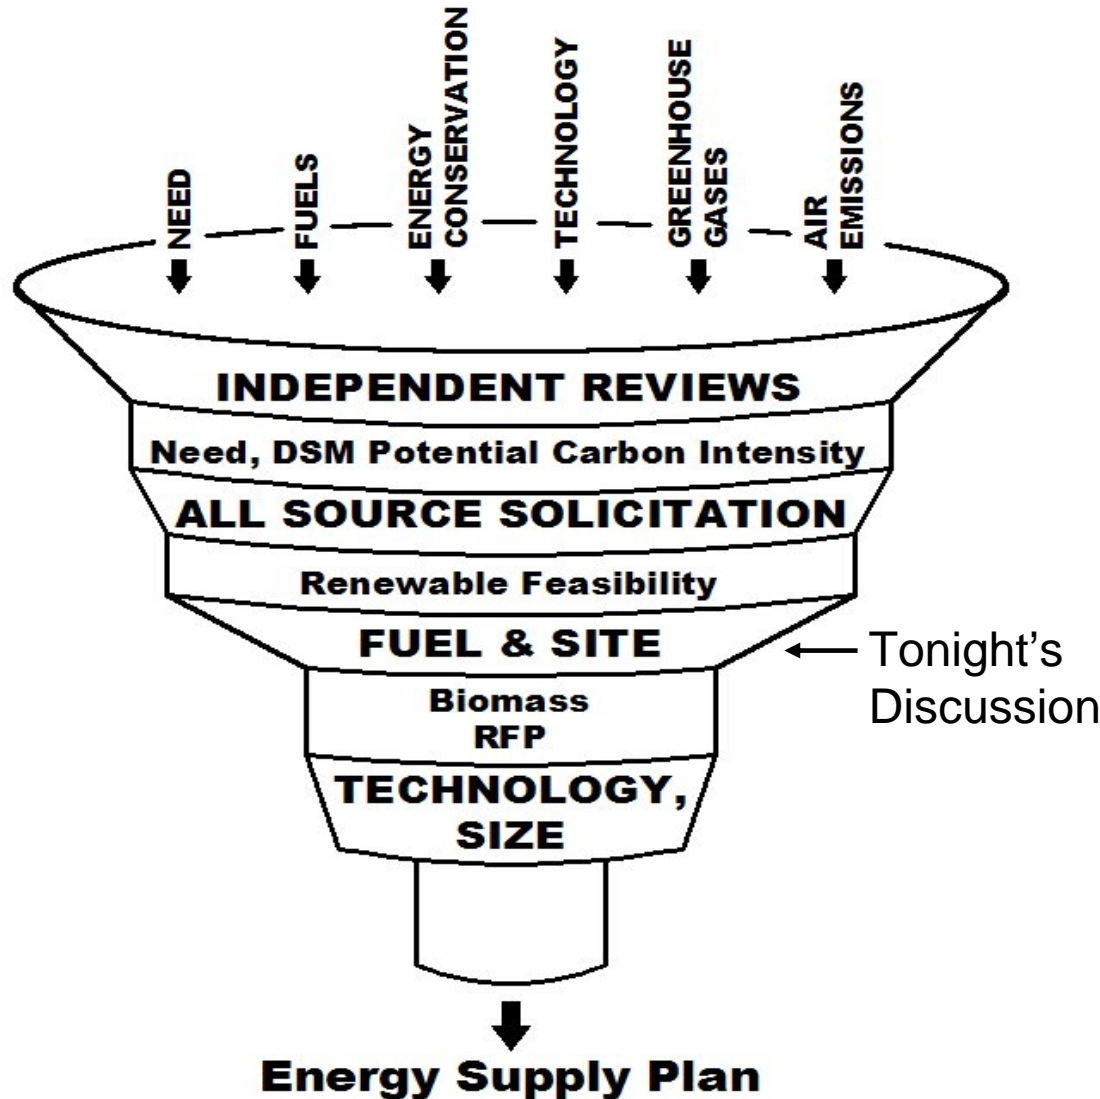 NEED
FUELS
ENERGY
CONSERVATION
TECHNOLOGY
GREENHOUSE
GASES
AIR
EMISSIONS
INDEPENDENT REVIEWS
Need, DSM Potential Carbon Intensity
ALL SOURCE SOLICITATION
Renewable Feasibility
FUEL & SITE
Tonight's
Discussion
Biomass
RFP
TECHNOLOGY,
SIZE
Energy Supply Plan